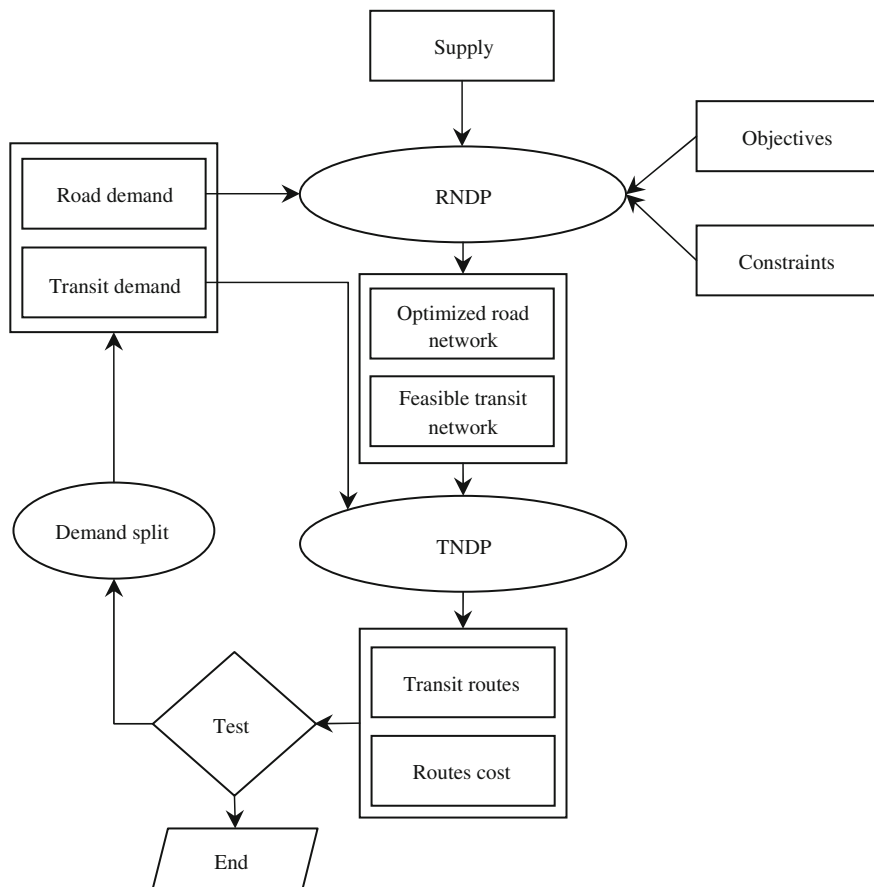 Supply
Objectives
Road demand
RNDP
Transit demand
Constraints
Optimized road
network
Feasible transit
network
Demand split
TNDP
Transit routes
Test
Routes cost
End